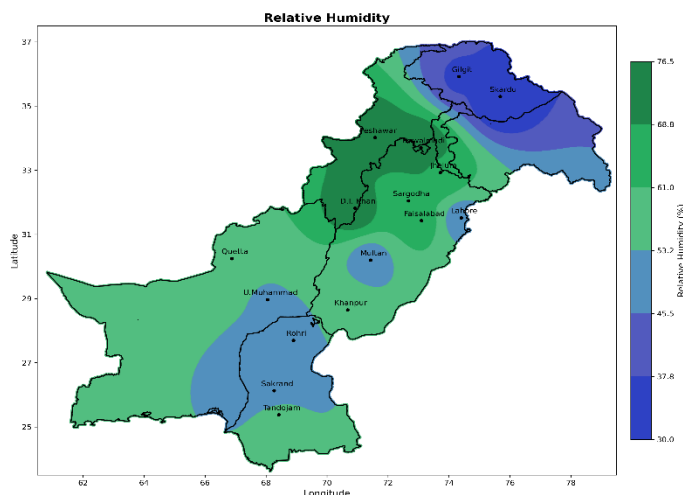 Relative Humidity
37
35
33
31
29
27
25
Latitude
62
64
66
68
70
72
74
76
78
Longitude
Gilgit
Skardu
Peshawar
Jhelum
D.I. Khan
Sargodha
Faisalabad
Lahore
Multan
Quetta
Khanpur
Rohri
Sakrand
Tandojam
76.5
68.8
61.0
53.2
45.5
37.8
30.0
Relative Humidity (%)